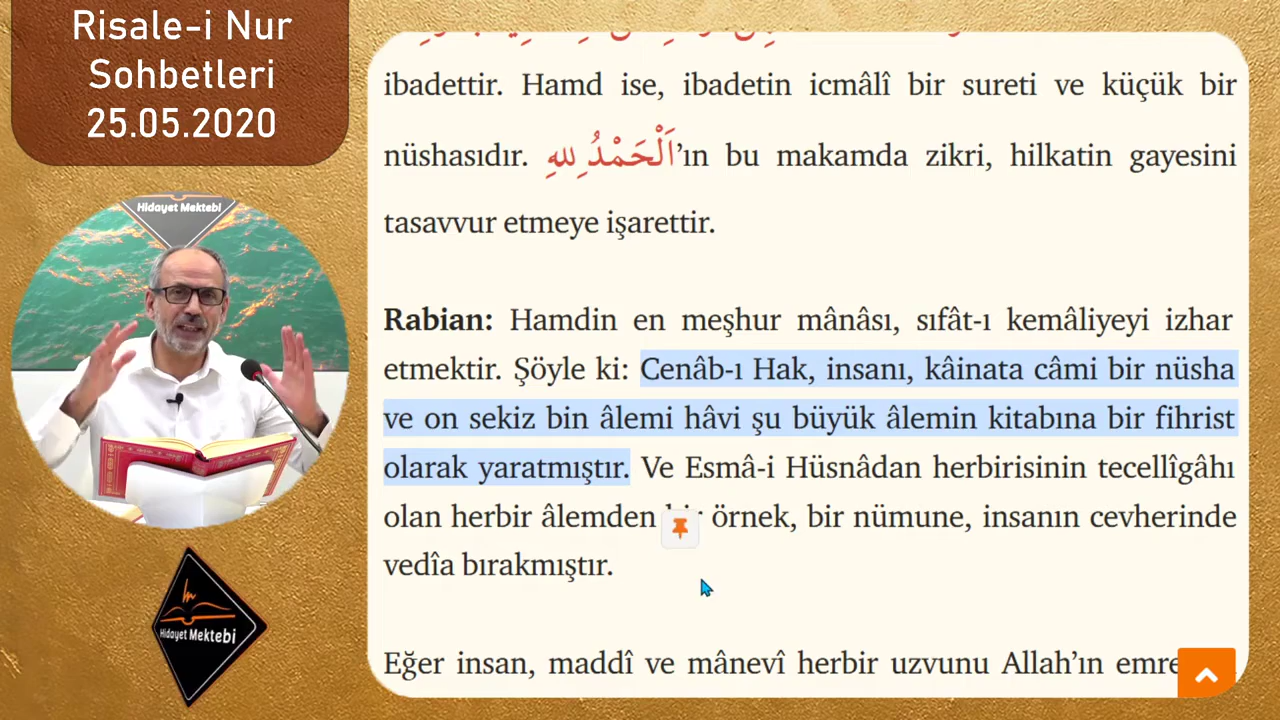 Risale-i Nur
Sohbetleri
25.05.2020
Hidayet Mektebi
Hidayet Mektebi
ibadettir. Hamd ise, ibadetin icmâlî bir sureti ve küçük bir
nüshasıdır. اَلْحَمْدُ لِلهِ’ın bu makamda zikri, hilkatin gayesini
tasavvur etmeye işarettir.
Rabian: Hamdin en meşhur mânâsı, sıfât-ı kemâliyeyi izhar
etmektir. Şöyle ki: Cenâb-ı Hak, insanı, kâinata câmi bir nüsha
ve on sekiz bin âlemi hâvi şu büyük âlemin kitabına bir fihrist
olarak yaratmıştır. Ve Esmâ-i Hüsnâdan herbirisinin tecellîgâhı
olan herbir âlemden bir örnek, bir nümune, insanın cevherinde
vedîa bırakmıştır.
Eğer insan, maddî ve mânevî herbir uzvunu Allah’ın emre